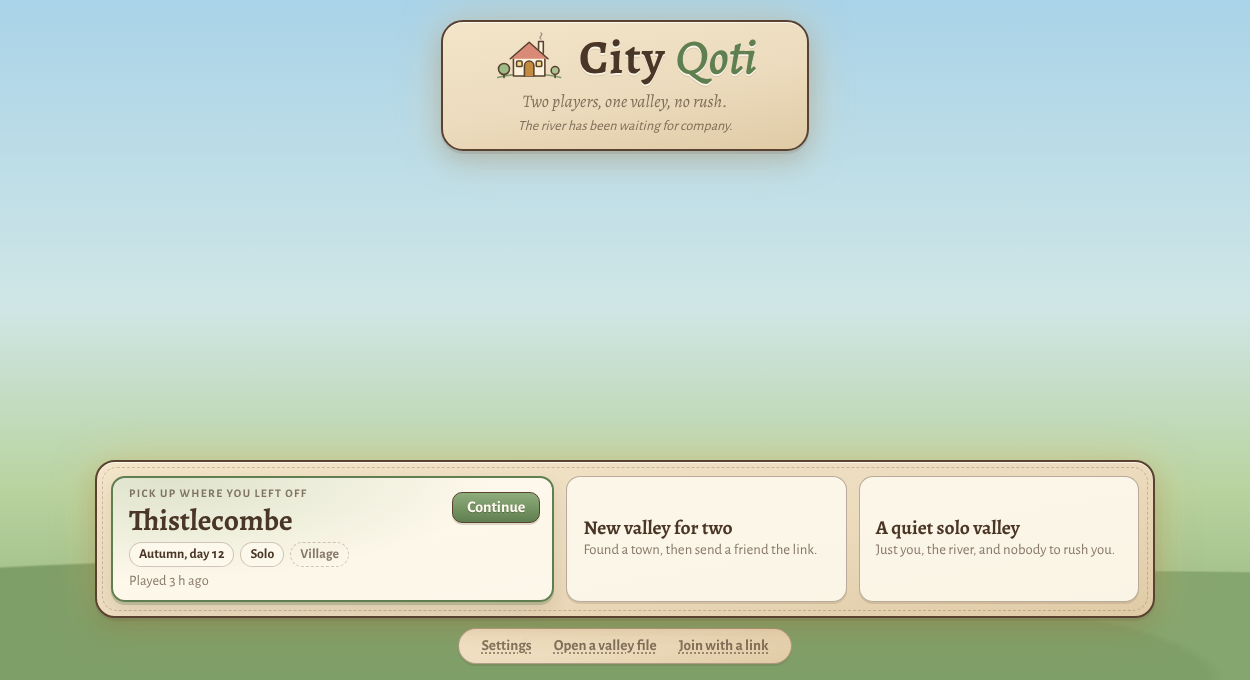 City Qoti
Two players, one valley, no rush.
The river has been waiting for company.
PICK UP WHERE YOU LEFT OFF
Thistlecombe
Continue
Autumn, day 12
Solo
Village
Played 3 h ago
New valley for two
Found a town, then send a friend the link.
A quiet solo valley
Just you, the river, and nobody to rush you.
Settings
Open a valley file
Join with a link